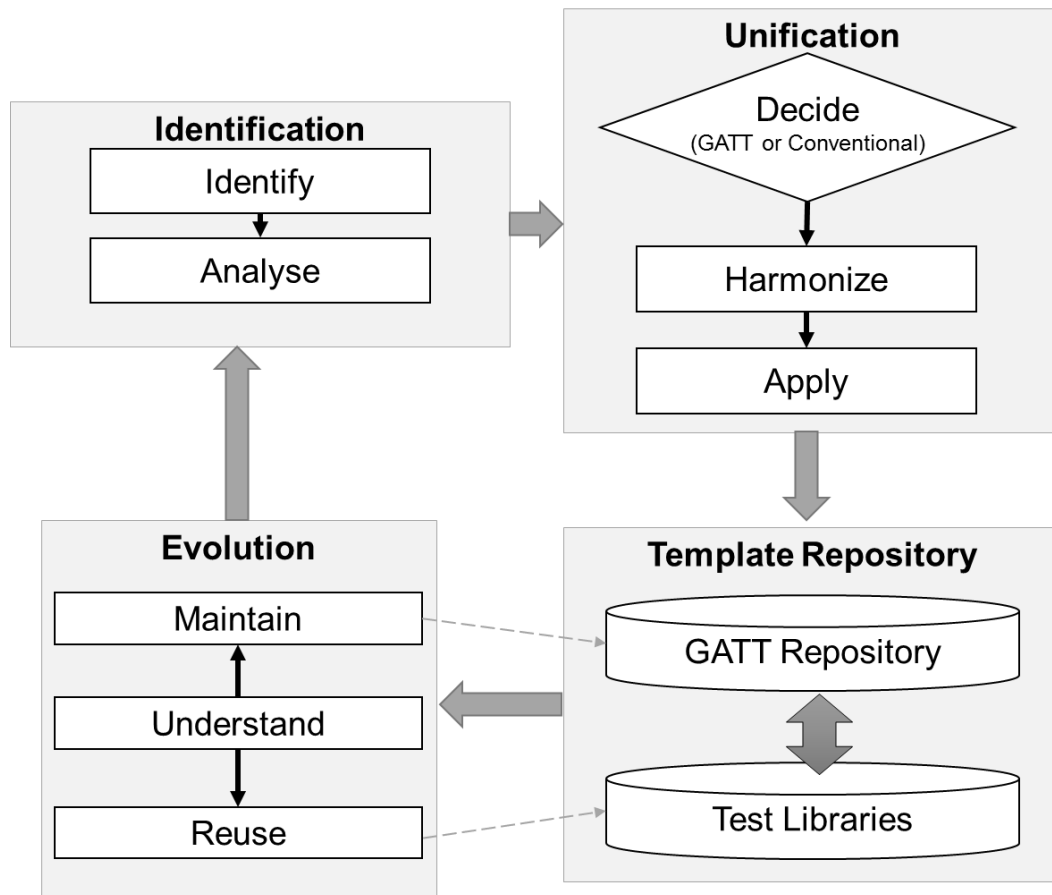 Identification
Identify
Analyse
Unification
Decide
(GATT or Conventional)
Harmonize
Apply
Template Repository
GATT Repository
Test Libraries
Evolution
Maintain
Understand
Reuse